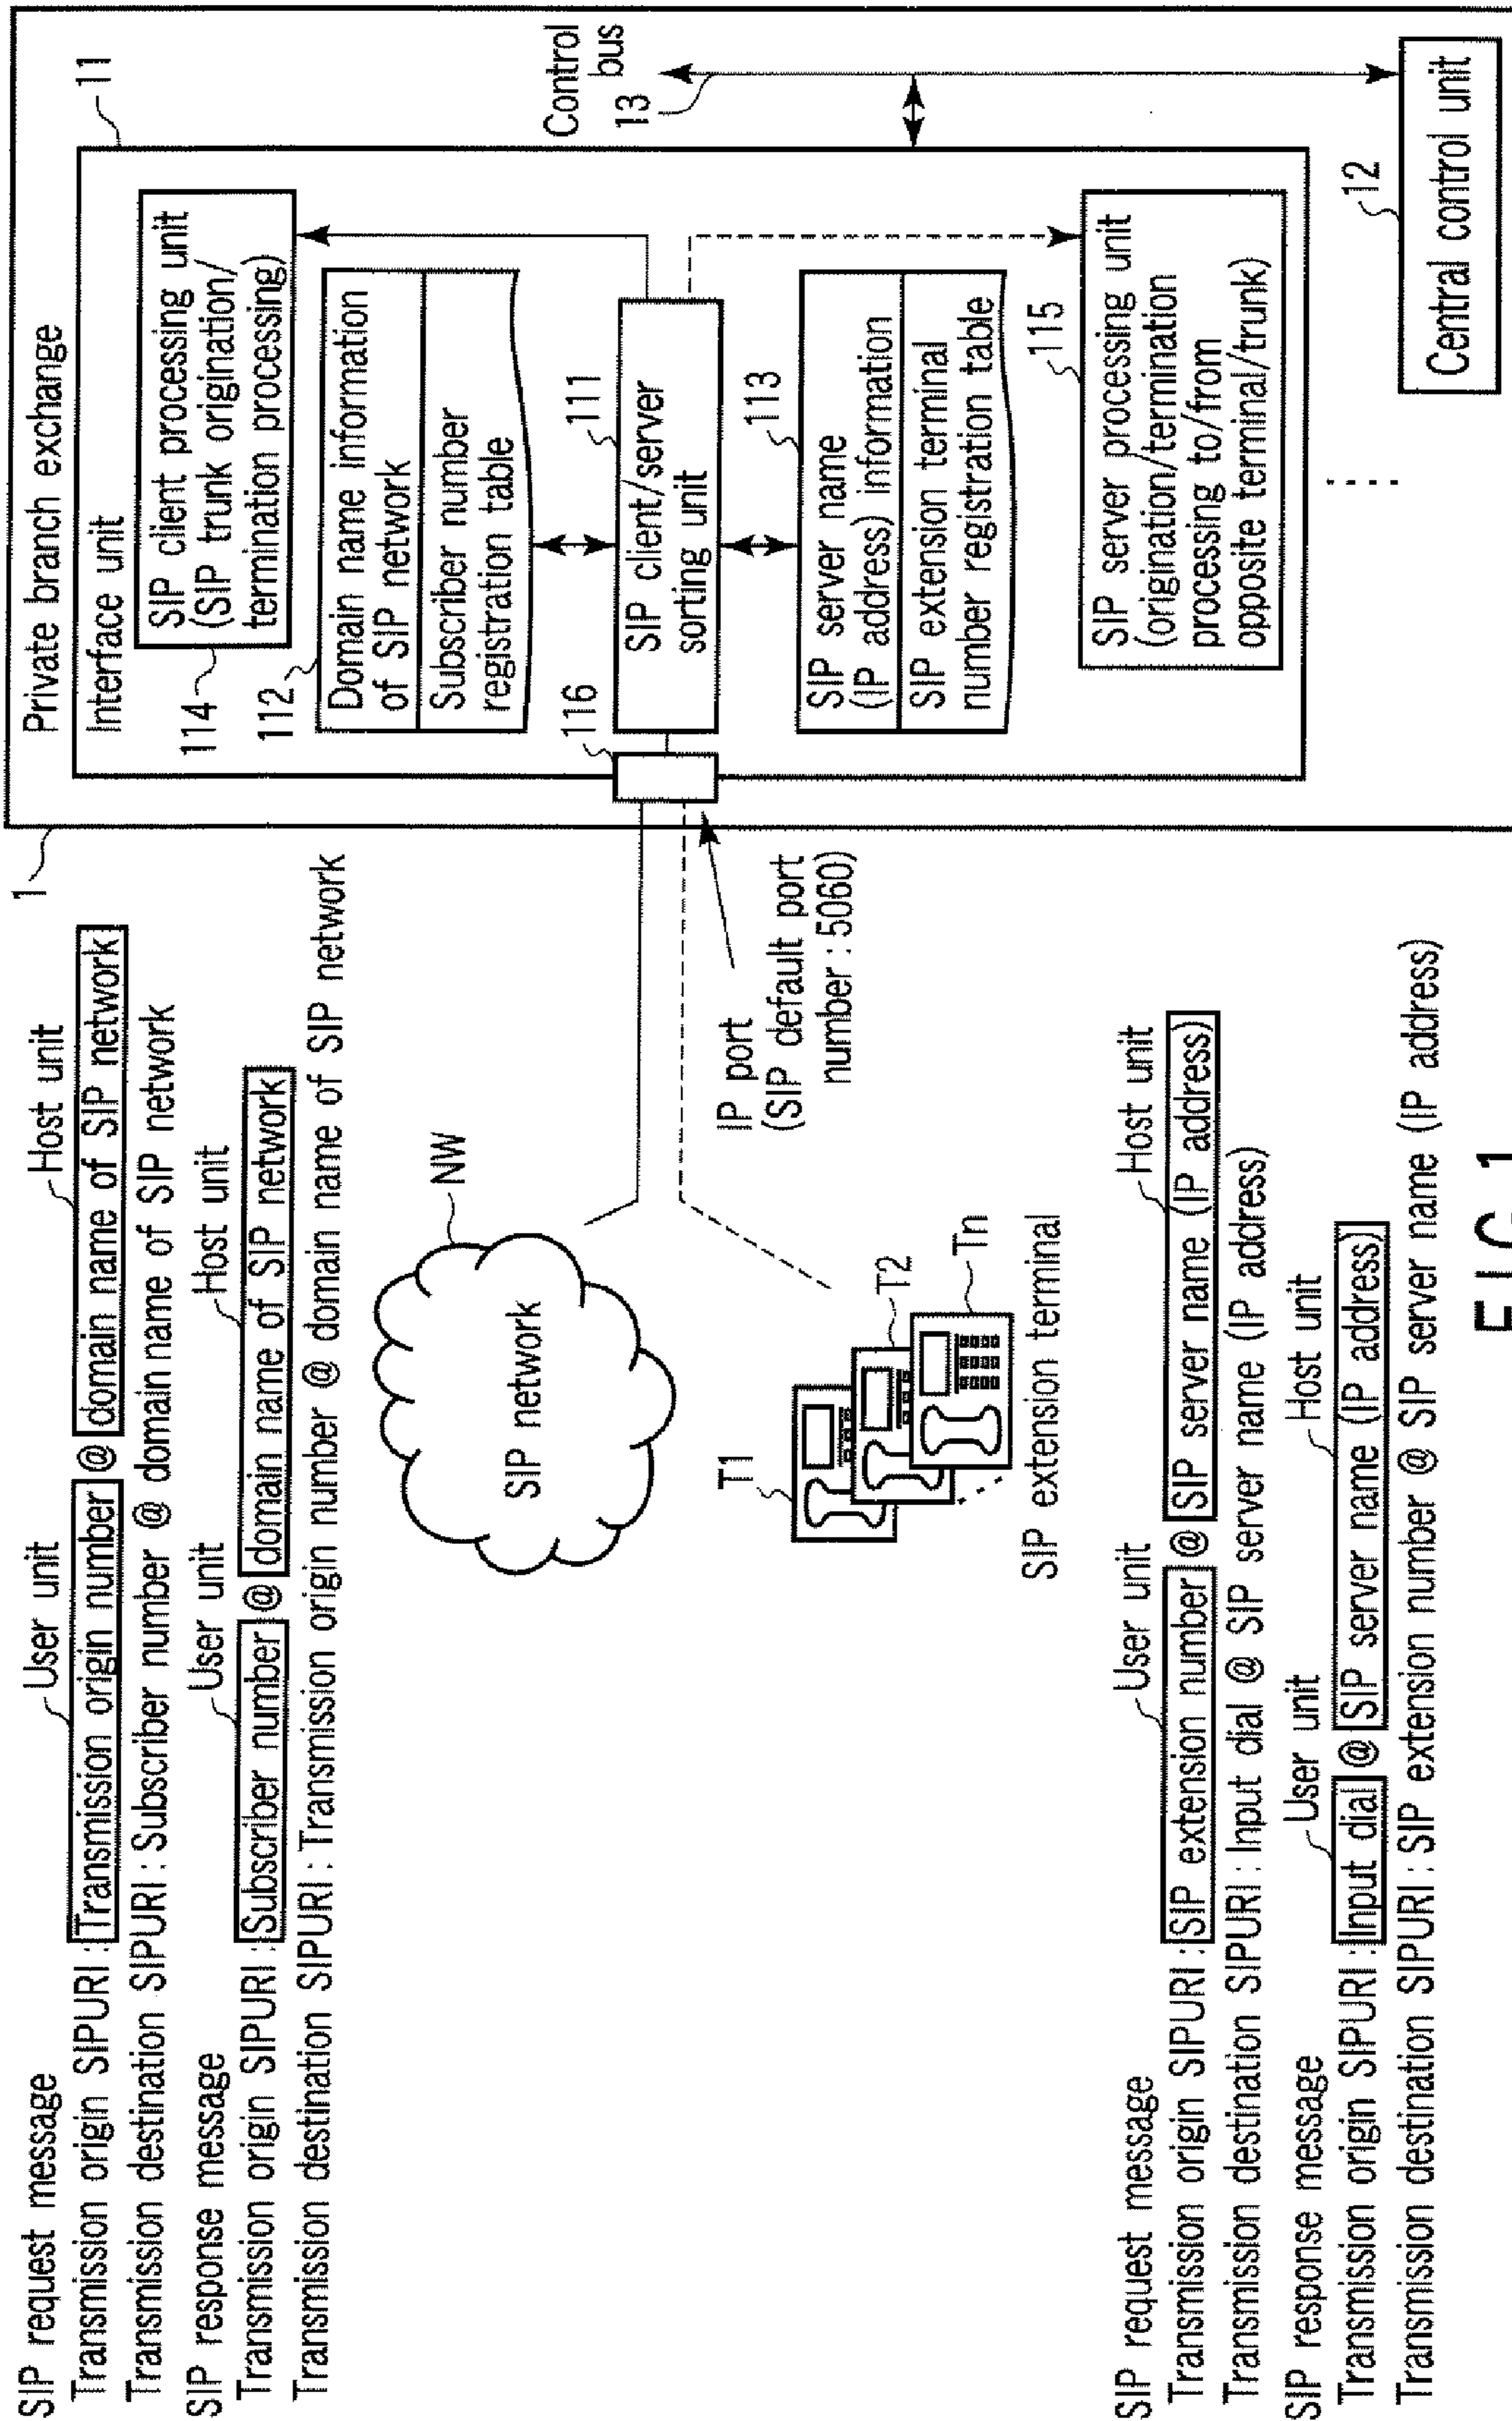 SIP request message
User unit
Host unit
Transmission origin SIPURI : Transmission origin number @ domain name of SIP network
Transmission destination SIPURI : Subscriber number @ domain name of SIP network
SIP response message
User unit
Host unit
Transmission origin SIPURI : Subscriber number @ domain name of SIP network
Transmission destination SIPURI : Transmission origin number @ domain name of SIP network
SIP network
NW
T1
T2
Tn
SIP extension terminal
IP port
(SIP default port
number : 5060)
SIP request message
User unit
Host unit
Transmission origin SIPURI : SIP extension number @ SIP server name (IP address)
Transmission destination SIPURI : Input dial @ SIP server name (IP address)
SIP response message
User unit
Host unit
Transmission origin SIPURI : Input dial @ SIP server name (IP address)
Transmission destination SIPURI : SIP extension number @ SIP server name (IP address)
1
Private branch exchange
Interface unit
11
114
SIP client processing unit
(SIP trunk origination/
termination processing)
112
Domain name information
of SIP network
Subscriber number
registration table
116
111
SIP client/server
sorting unit
113
SIP server name
(IP address) information
SIP extension terminal
number registration table
115
SIP server processing unit
(origination/termination
processing to/from
opposite terminal/trunk)
Control
bus
13
12
Central control unit
FIG. 1